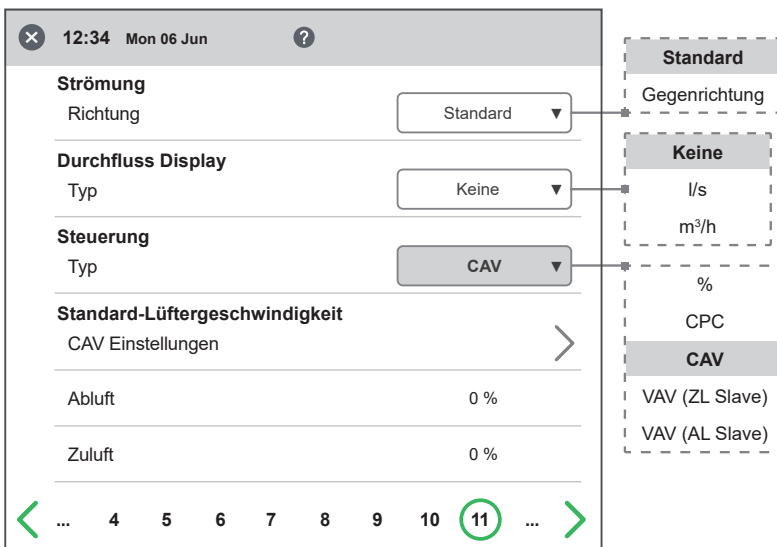 12:34 Mon 06 Jun ?
Strömung
Richtung Standard ▼
Durchfluss Display
Typ Keine ▼
Steuerung
Typ CAV ▼
Standard-Lüftergeschwindigkeit
CAV Einstellungen
Abluft 0 %
Zuluft 0 %
... 4 5 6 7 8 9 10 11 ...
Standard
Gegenrichtung
Keine
l/s
m³/h
%
CPC
CAV
VAV (ZL Slave)
VAV (AL Slave)